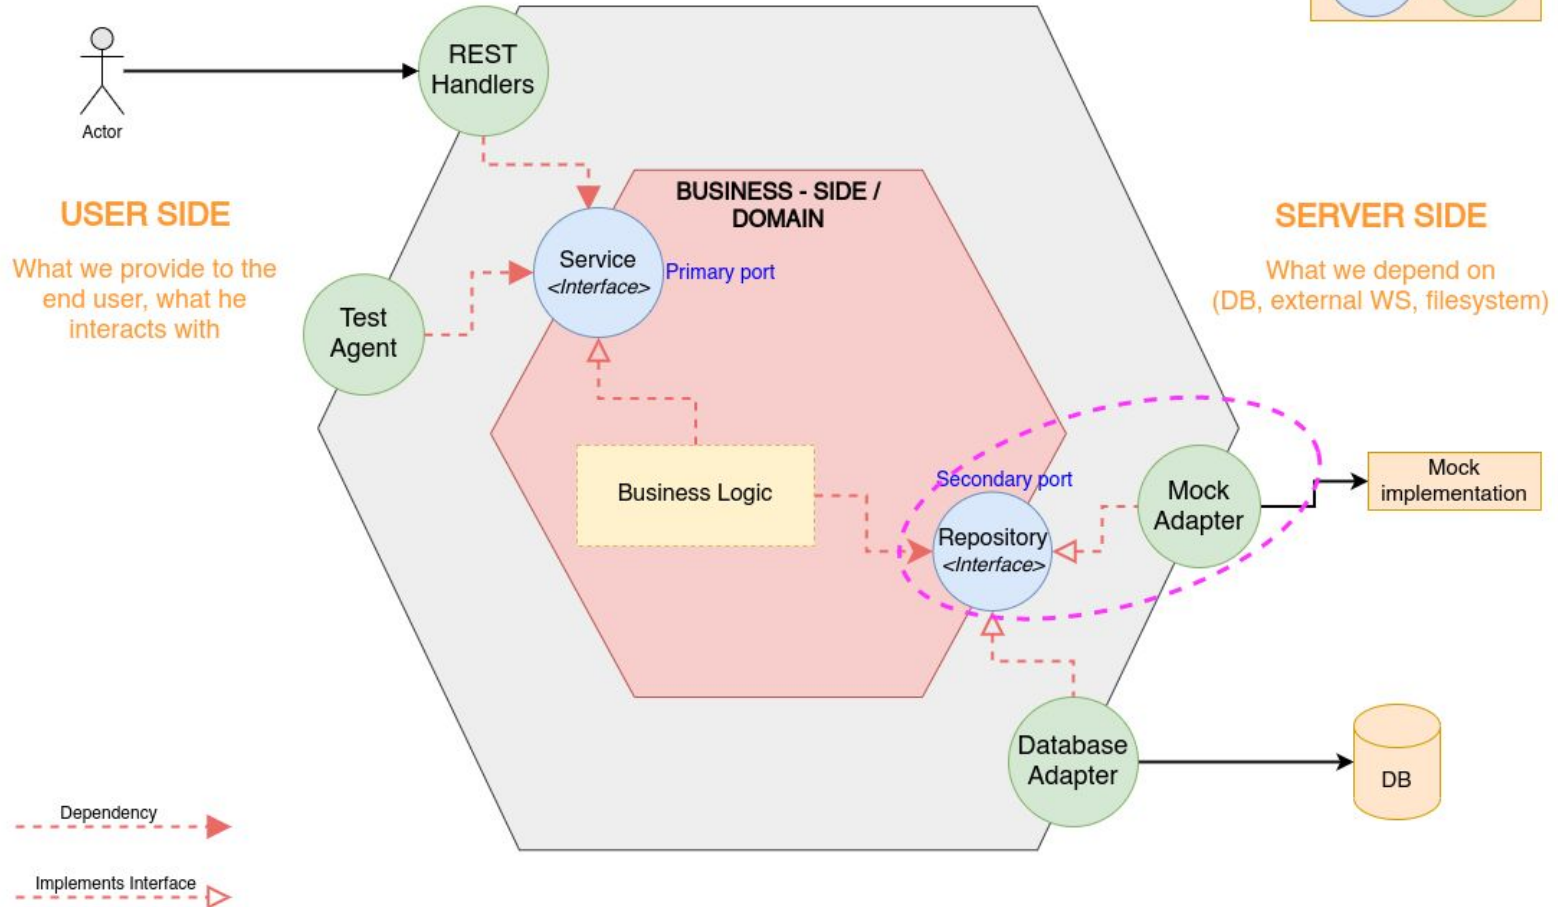 REST
Handlers
Actor
USER SIDE
What we provide to the
end user, what he
interacts with
BUSINESS - SIDE /
DOMAIN
SERVER SIDE
What we depend on
(DB, external WS, filesystem)
Service
<Interface>
Primary port
Test
Agent
Business Logic
Secondary port
Repository
<Interface>
Mock
Adapter
Mock
implementation
Database
Adapter
DB
Dependency
Implements Interface